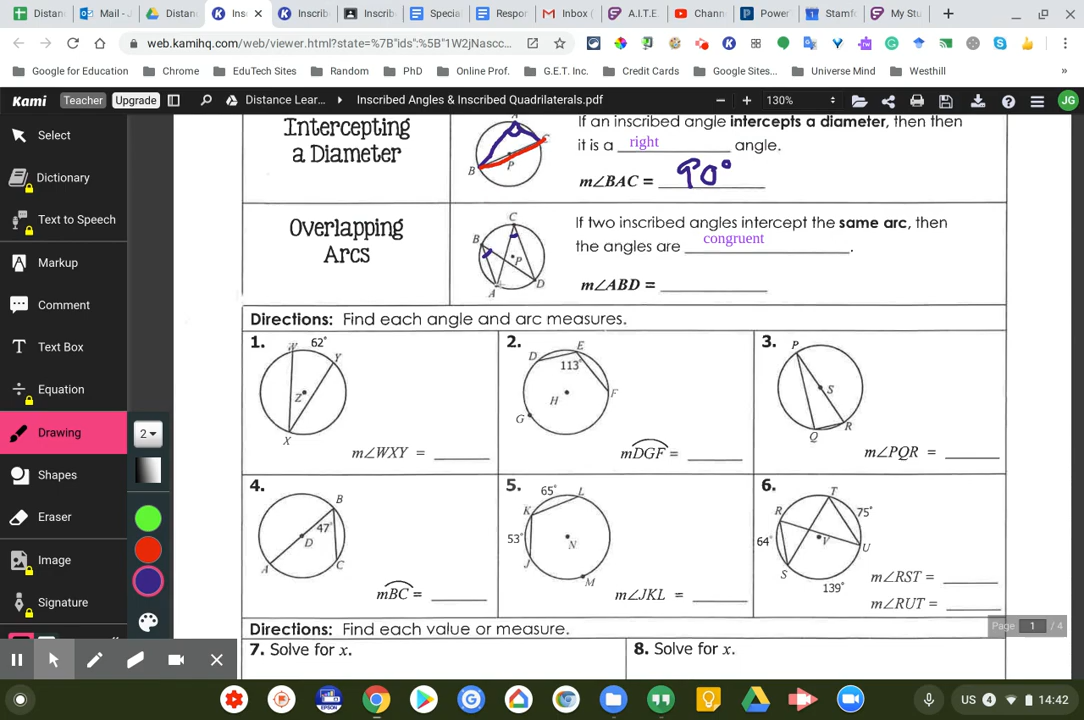 Distan
Mail - J
Distan
Ins
Inscrib
Inscrib
Specia
Respor
Inbox (
A.I.T.E.
Chann
Power
Stamf
My Stu
web.kamihq.com/web/viewer.html?state=%7B"ids":%5B"1W2jNascc...
Google for Education
Chrome
EduTech Sites
Random
PhD
Online Prof.
G.E.T. Inc.
Credit Cards
Google Sites...
Universe Mind
Westhill
Kami
Teacher
Upgrade
Distance Lear...
Inscribed Angles & Inscribed Quadrilaterals.pdf
130%
JG
Select
Dictionary
Text to Speech
Markup
Comment
Text Box
Equation
Drawing
Shapes
Eraser
Image
Signature
2
Intercepting
a Diameter
B
P
C
If an inscribed angle intercepts a diameter, then then
it is a right angle.
m∠BAC = 90°
Overlapping
Arcs
C
B
P
A
D
If two inscribed angles intercept the same arc, then
the angles are congruent.
m∠ABD =
Directions: Find each angle and arc measures.
1.
W
62°
Y
Z
X
m∠WXY =
2.
D
E
113°
F
H
G
mDGF =
3.
P
S
R
Q
m∠PQR =
4.
B
47°
D
A
C
mBC =
5.
65°
L
K
53°
N
J
M
m∠JKL =
6.
T
R
75°
V
U
64°
S
139°
m∠RST =
m∠RUT =
Directions: Find each value or measure.
7. Solve for x.
8. Solve for x.
Page 1 / 4
US
4
14:42